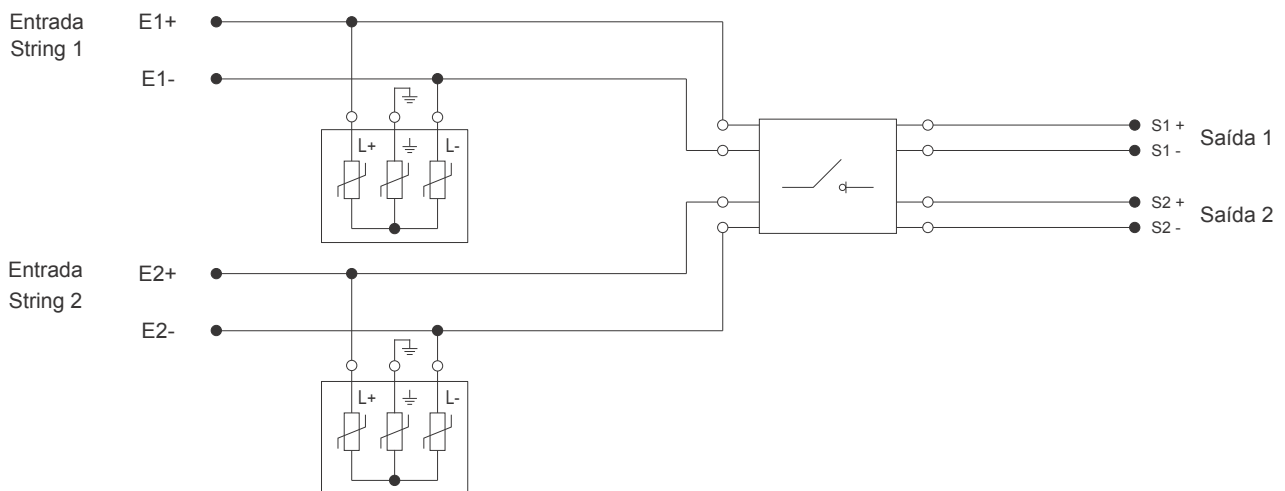 Entrada
String 1
E1+
E1-
L+
L-
S1 +
S1 -
Saída 1
S2 +
S2 -
Saída 2
Entrada
String 2
E2+
E2-
L+
L-